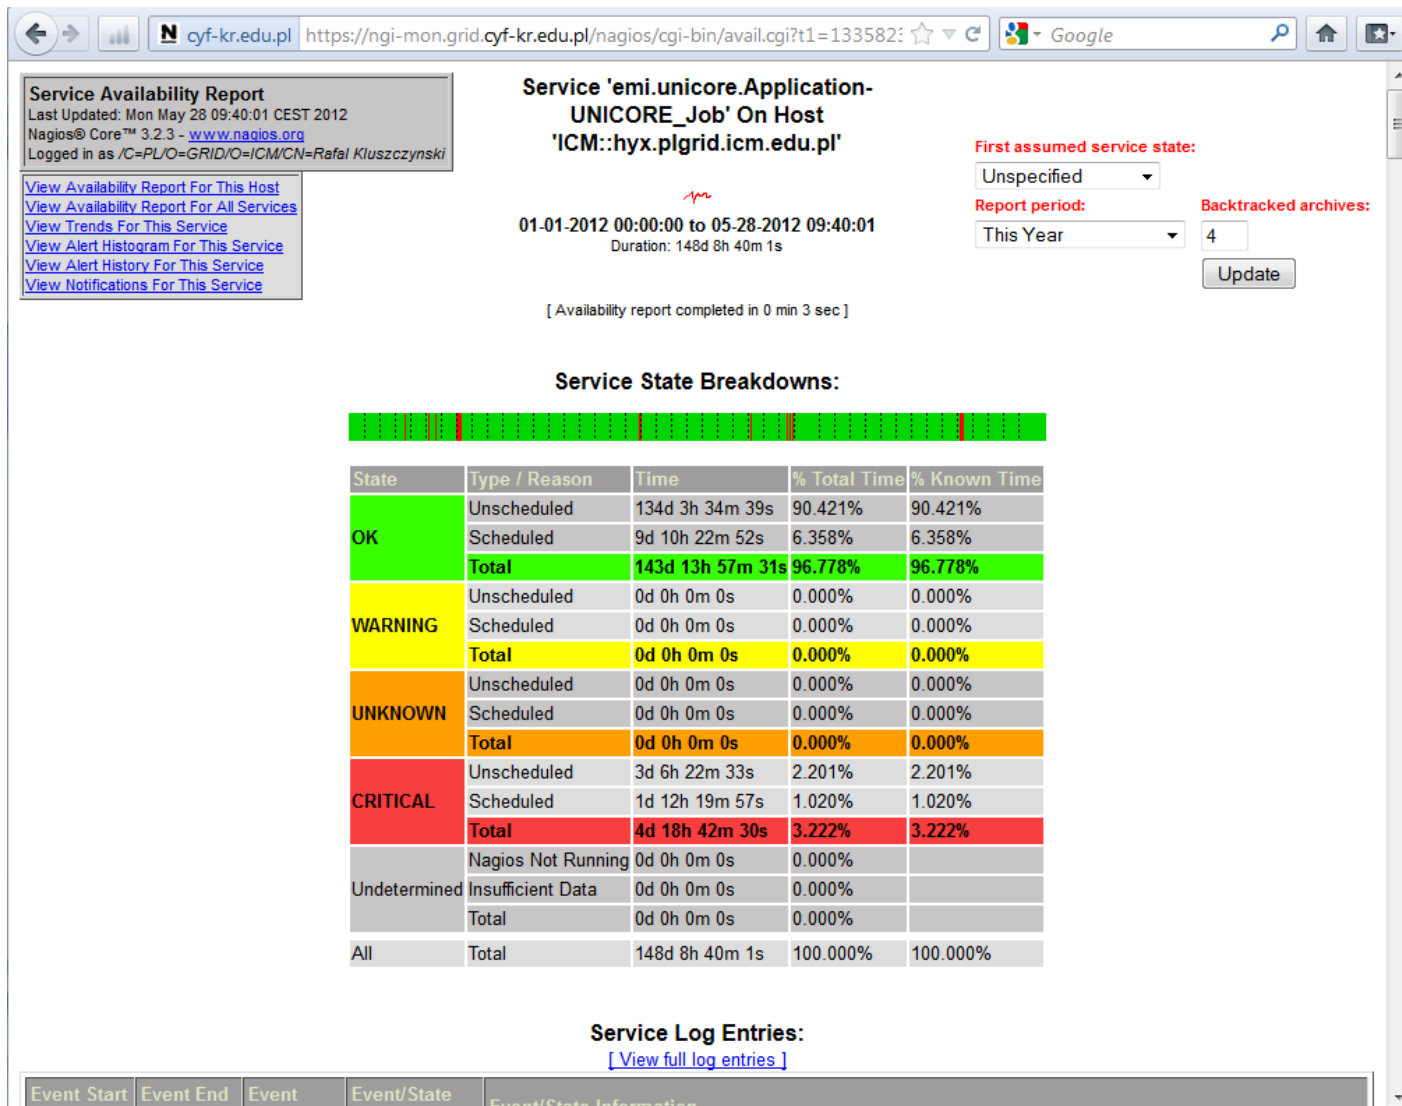 cyf-kr.edu.pl https://ngi-mon.grid.cyf-kr.edu.pl/nagios/cgi-bin/avail.cgi?t1=133582 Google
Service Availability Report
Last Updated: Mon May 28 09:40:01 CEST 2012
Nagios® Core™ 3.2.3 - www.nagios.org
Logged in as /C=PL/O=GRID/O=ICM/CN=Rafal Kluszczynski
View Availability Report For This Host
View Availability Report For All Services
View Trends For This Service
View Alert Histogram For This Service
View Alert History For This Service
View Notifications For This Service
Service 'emi.unicore.Application-
UNICORE_Job' On Host
'ICM::hyx.plgrid.icm.edu.pl'
01-01-2012 00:00:00 to 05-28-2012 09:40:01
Duration: 148d 8h 40m 1s
[ Availability report completed in 0 min 3 sec ]
First assumed service state:
Unspecified
Report period: Backtracked archives:
This Year 4
Update
Service State Breakdowns:
State Type / Reason Time % Total Time % Known Time
OK Unscheduled 134d 3h 34m 39s 90.421% 90.421%
Scheduled 9d 10h 22m 52s 6.358% 6.358%
Total 143d 13h 57m 31s 96.778% 96.778%
WARNING Unscheduled 0d 0h 0m 0s 0.000% 0.000%
Scheduled 0d 0h 0m 0s 0.000% 0.000%
Total 0d 0h 0m 0s 0.000% 0.000%
UNKNOWN Unscheduled 0d 0h 0m 0s 0.000% 0.000%
Scheduled 0d 0h 0m 0s 0.000% 0.000%
Total 0d 0h 0m 0s 0.000% 0.000%
CRITICAL Unscheduled 3d 6h 22m 33s 2.201% 2.201%
Scheduled 1d 12h 19m 57s 1.020% 1.020%
Total 4d 18h 42m 30s 3.222% 3.222%
Undetermined Nagios Not Running 0d 0h 0m 0s 0.000%
Insufficient Data 0d 0h 0m 0s 0.000%
Total 0d 0h 0m 0s 0.000%
All Total 148d 8h 40m 1s 100.000% 100.000%
Service Log Entries:
[ View full log entries ]
Event Start Event End Event Event/State Event/State Information